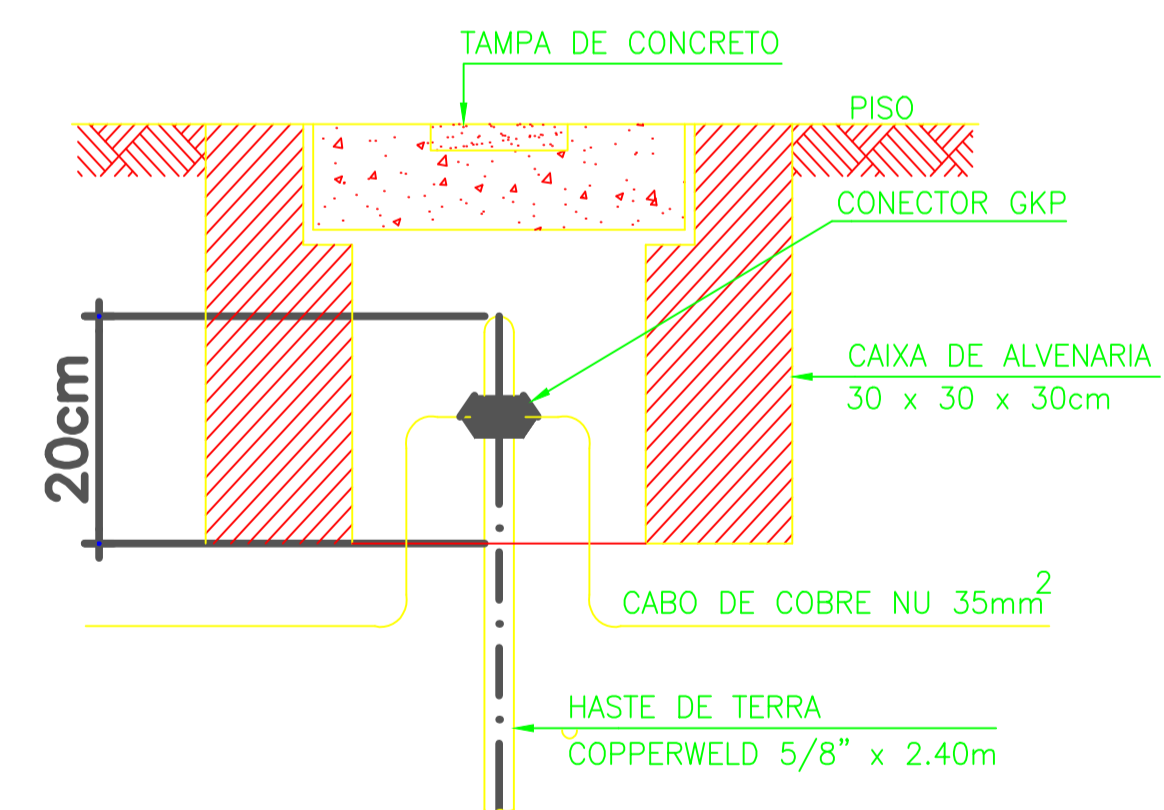 TAMPA DE CONCRETO
PISO
CONECTOR GKP
CAIXA DE ALVENARIA
30 x 30 x 30cm
20cm
CABO DE COBRE NU 35mm²
HASTE DE TERRA
COPPERWELD 5/8" x 2.40m